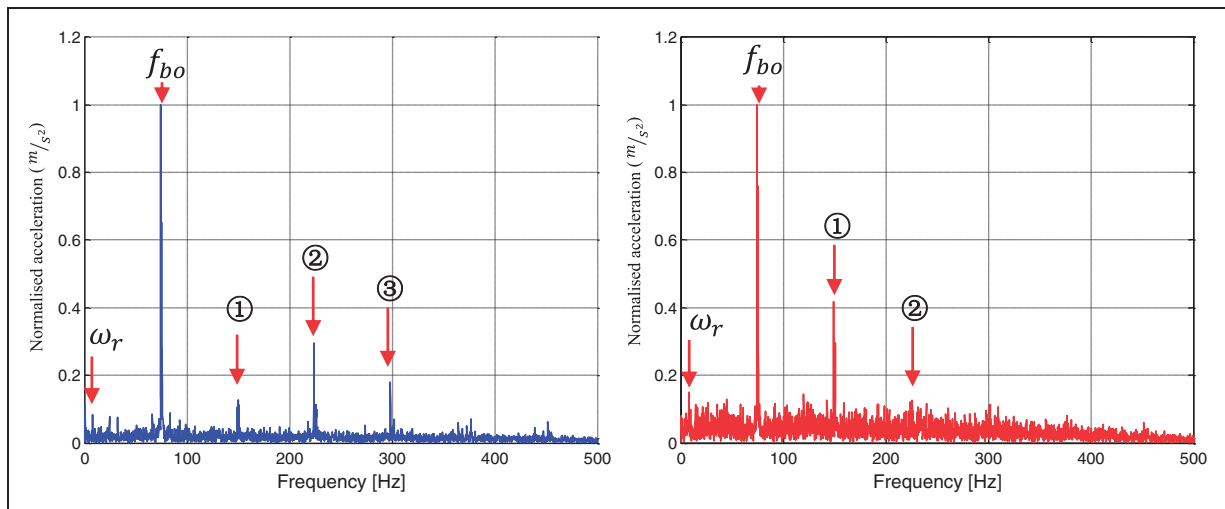 1.2
1
0.8
0.6
0.4
0.2
0
0 100 200 300 400 500
Normalised acceleration (m/s²)
Frequency [Hz]
f_bo
ω_r
①
②
③
1.2
1
0.8
0.6
0.4
0.2
0
0 100 200 300 400 500
Normalised acceleration (m/s²)
Frequency [Hz]
f_bo
ω_r
①
②